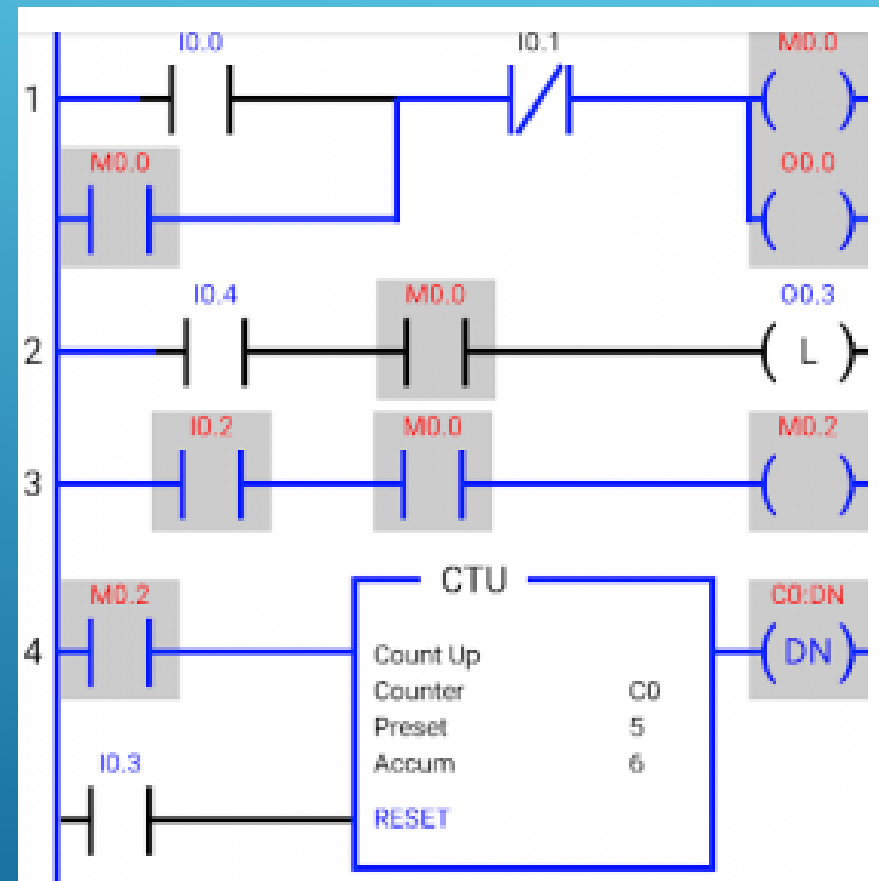 I0.0 I0.1 M0.0
1
M0.0 O0.0
I0.4 M0.0 O0.3
2 L
I0.2 M0.0 M0.2
3
CTU
M0.2 C0:DN
4 DN
Count Up
Counter C0
Preset 5
Accum 6
I0.3
RESET